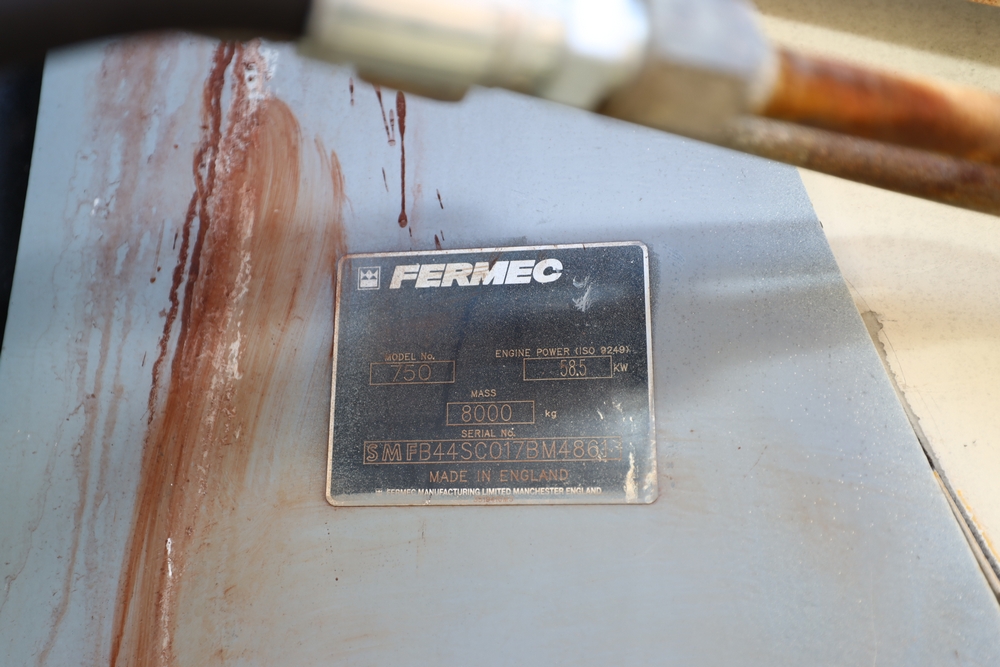 FERMEC
MODEL No. ENGINE POWER (ISO 9249)
750 58.5 KW
MASS
8000 kg
SERIAL No.
MADE IN ENGLAND
FERMEC MANUFACTURING LIMITED MANCHESTER ENGLAND